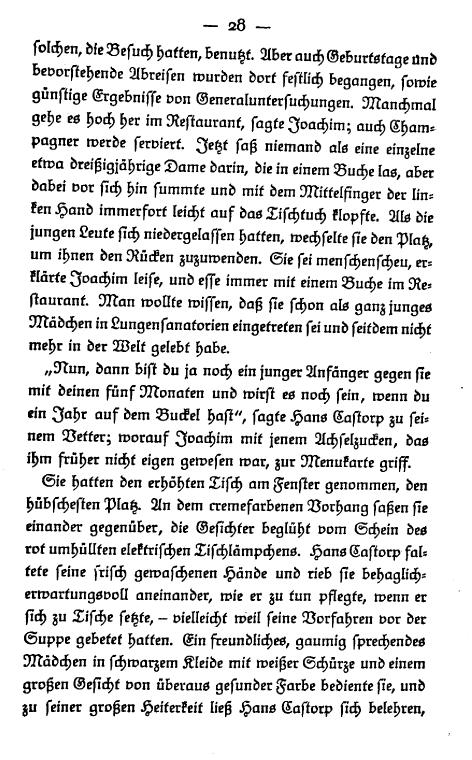 — 28 —
solchen, die Besuch hatten, benutzt. Aber auch Geburtstage und
bevorstehende Abreisen wurden dort festlich begangen, sowie
günstige Ergebnisse von Generaluntersuchungen. Manchmal
gehe es hoch her im Restaurant, sagte Joachim; auch Cham-
pagner werde serviert. Jetzt saß niemand als eine einzelne
etwa dreißigjährige Dame darin, die in einem Buche las, aber
dabei vor sich hin summte und mit dem Mittelfinger der lin-
ken Hand immerfort leicht auf das Tischtuch klopfte. Als die
jungen Leute sich niedergelassen hatten, wechselte sie den Platz,
um ihnen den Rücken zuzuwenden. Sie sei menschenscheu, er-
klärte Joachim leise, und esse immer mit einem Buche im Re-
staurant. Man wollte wissen, daß sie schon als ganz junges
Mädchen in Lungensanatorien eingetreten sei und seitdem nicht
mehr in der Welt gelebt habe.
„Nun, dann bist du ja noch ein junger Anfänger gegen sie
mit deinen fünf Monaten und wirst es noch sein, wenn du
ein Jahr auf dem Buckel hast“, sagte Hans Castorp zu sei-
nem Vetter; worauf Joachim mit jenem Achselzucken, das
ihm früher nicht eigen gewesen war, zur Menukarte griff.
Sie hatten den erhöhten Tisch am Fenster genommen, den
hübschesten Platz. An dem cremefarbenen Vorhang saßen sie
einander gegenüber, die Gesichter beglüht vom Schein des
rot umhüllten elektrischen Tischlämpchens. Hans Castorp fal-
tete seine frisch gewaschenen Hände und rieb sie behaglich-
erwartungsvoll aneinander, wie er zu tun pflegte, wenn er
sich zu Tische setzte, – vielleicht weil seine Vorfahren vor der
Suppe gebetet hatten. Ein freundliches, gaumig sprechendes
Mädchen in schwarzem Kleide mit weißer Schürze und einem
großen Gesicht von überaus gesunder Farbe bediente sie, und
zu seiner großen Heiterkeit ließ Hans Castorp sich belehren,